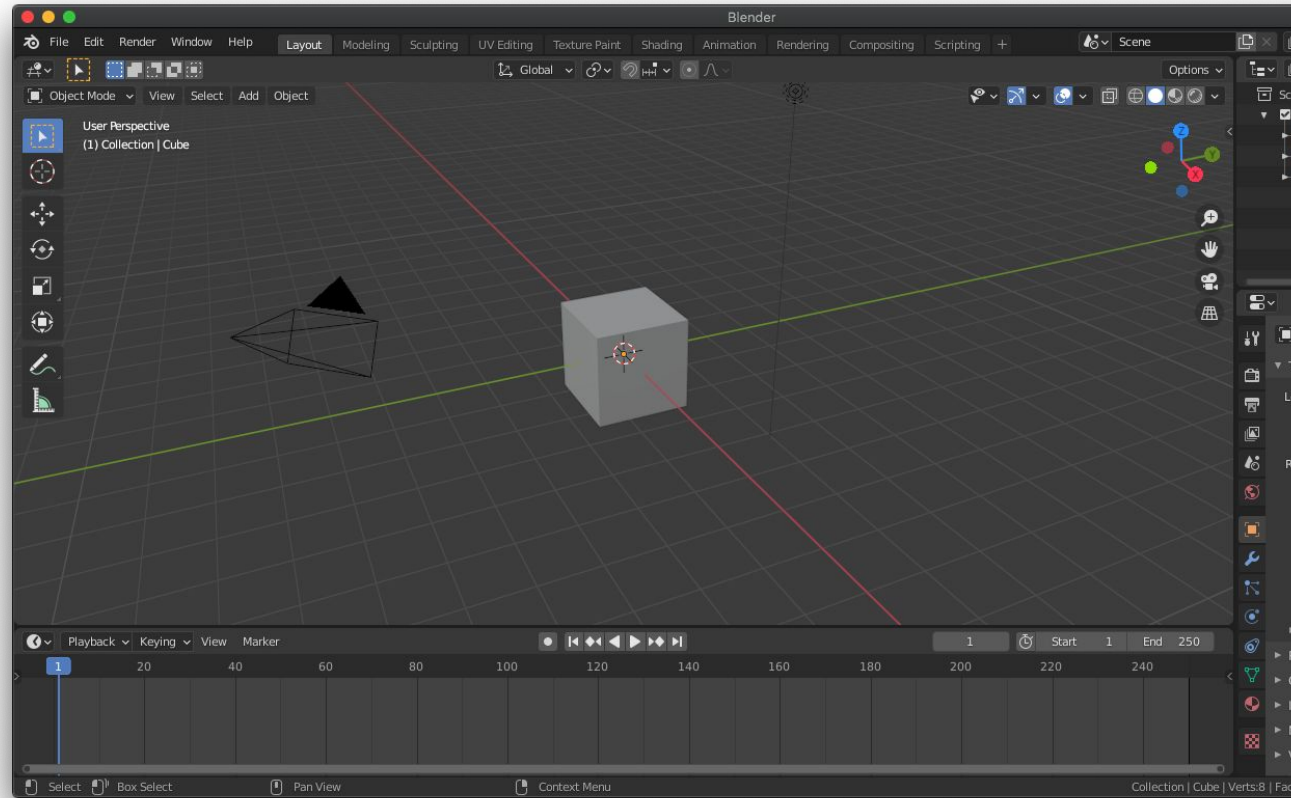 Blender
File Edit Render Window Help Layout Modeling Sculpting UV Editing Texture Paint Shading Animation Rendering Compositing Scripting + Scene
Global Options
Object Mode View Select Add Object
User Perspective
(1) Collection | Cube
Z
Y
X
Playback Keying View Marker 1 Start 1 End 250
1 20 40 60 80 100 120 140 160 180 200 220 240
Select Box Select Pan View Context Menu Collection | Cube | Verts:8 |